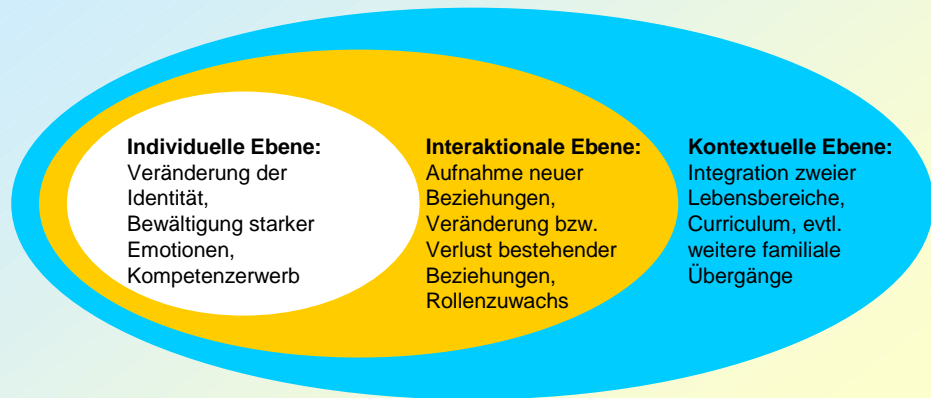 Individuelle Ebene:
Veränderung der
Identität,
Bewältigung starker
Emotionen,
Kompetenzerwerb
Interaktionale Ebene:
Aufnahme neuer
Beziehungen,
Veränderung bzw.
Verlust bestehender
Beziehungen,
Rollenzuwachs
Kontextuelle Ebene:
Integration zweier
Lebensbereiche,
Curriculum, evtl.
weitere familiale
Übergänge